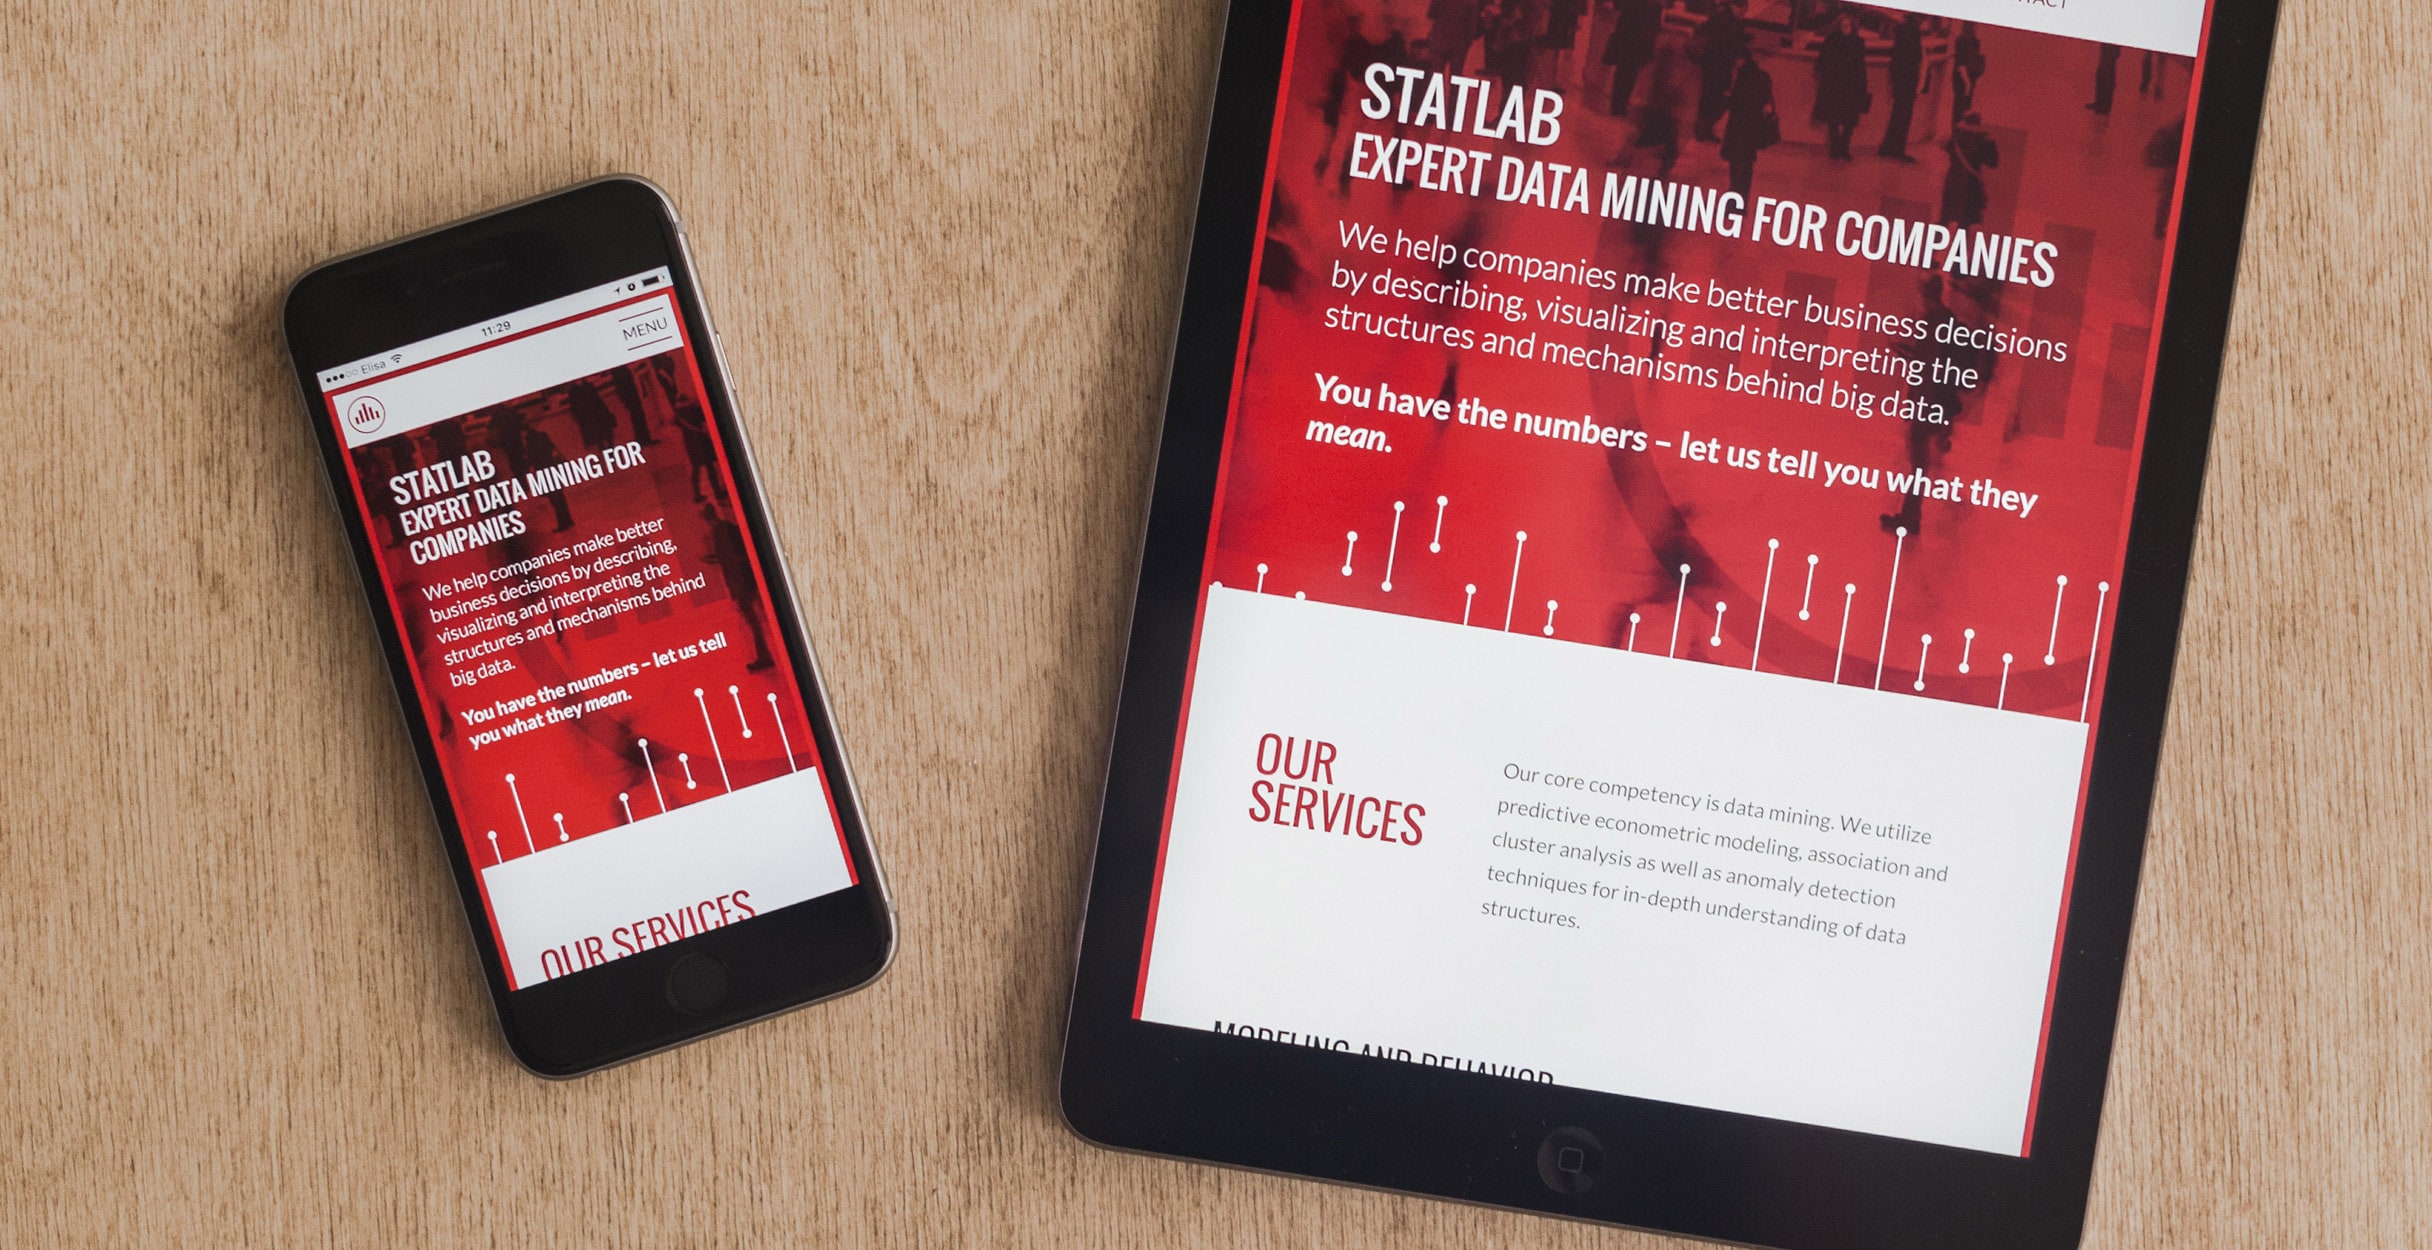 ●●●○○ Elisa
11:29
MENU
STATLAB
EXPERT DATA MINING FOR
COMPANIES
We help companies make better
business decisions by describing,
visualizing and interpreting the
structures and mechanisms behind
big data.
You have the numbers – let us tell
you what they mean.
OUR SERVICES
STATLAB
EXPERT DATA MINING FOR COMPANIES
We help companies make better business decisions
by describing, visualizing and interpreting the
structures and mechanisms behind big data.
You have the numbers – let us tell you what they
mean.
OUR
SERVICES
Our core competency is data mining. We utilize
predictive econometric modeling, association and
cluster analysis as well as anomaly detection
techniques for in-depth understanding of data
structures.
MODELING AND BEHAVIOR